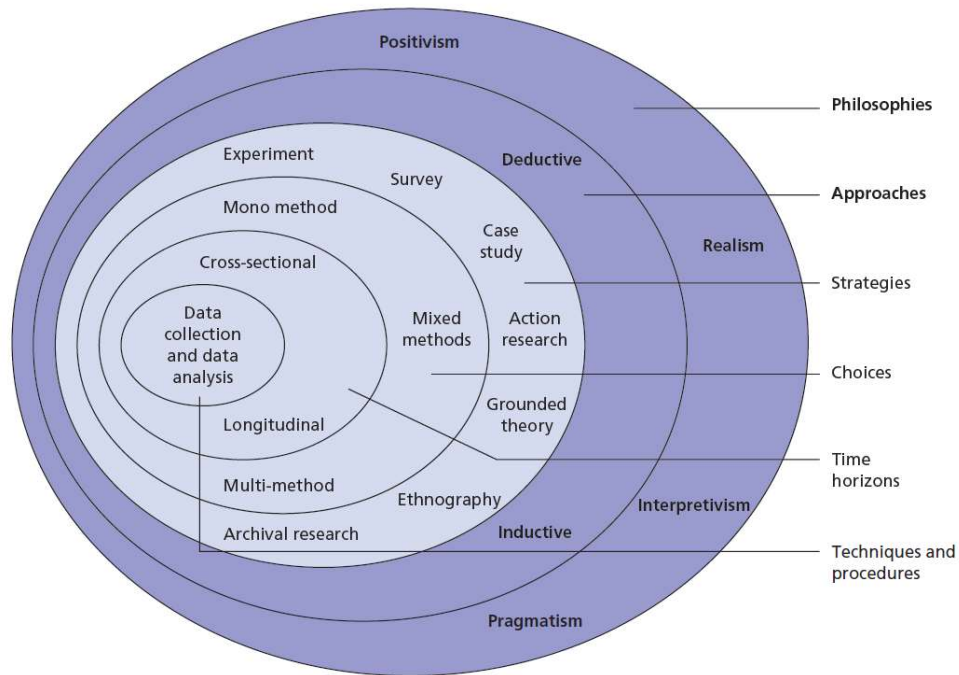 Positivism
Philosophies
Experiment
Deductive
Survey
Approaches
Mono method
Case
study
Realism
Cross-sectional
Strategies
Data
collection
and data
analysis
Mixed
methods
Action
research
Choices
Grounded
theory
Longitudinal
Time
horizons
Multi-method
Ethnography
Interpretivism
Archival research
Inductive
Techniques and
procedures
Pragmatism